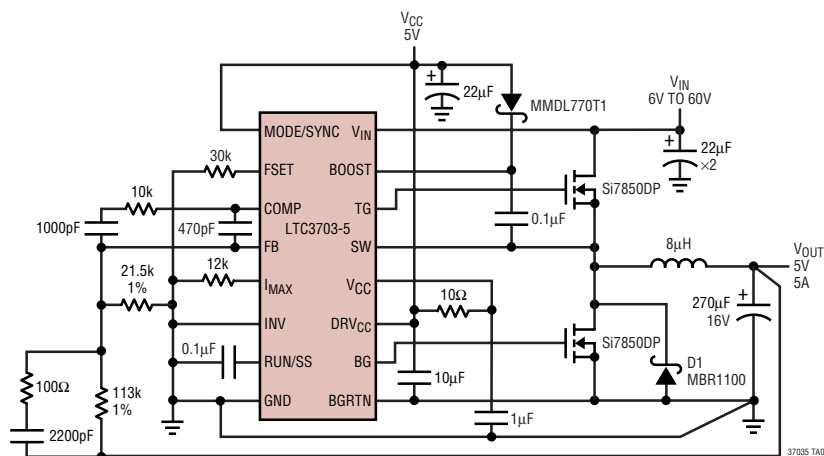 VCC
5V
+
22µF
MMDL770T1
VIN
6V TO 60V
+
22µF
×2
MODE/SYNC
VIN
30k
FSET
BOOST
10k
COMP
TG
Si7850DP
1000pF
470pF
LTC3703-5
0.1µF
FB
SW
8µH
VOUT
5V
5A
21.5k
1%
12k
IMAX
VCC
10Ω
+
270µF
16V
INV
DRVCC
0.1µF
RUN/SS
BG
Si7850DP
D1
MBR1100
100Ω
113k
1%
10µF
GND
BGRTN
1µF
2200pF
37035 TA0